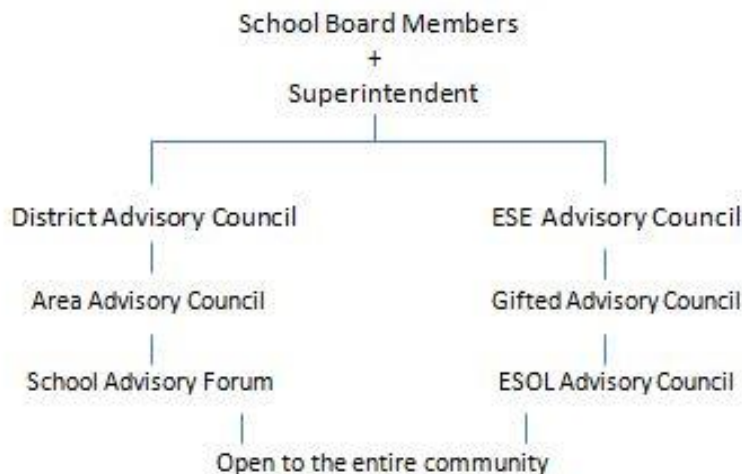 School Board Members
+
Superintendent
District Advisory Council
ESE Advisory Council
Area Advisory Council
Gifted Advisory Council
School Advisory Forum
ESOL Advisory Council
Open to the entire community